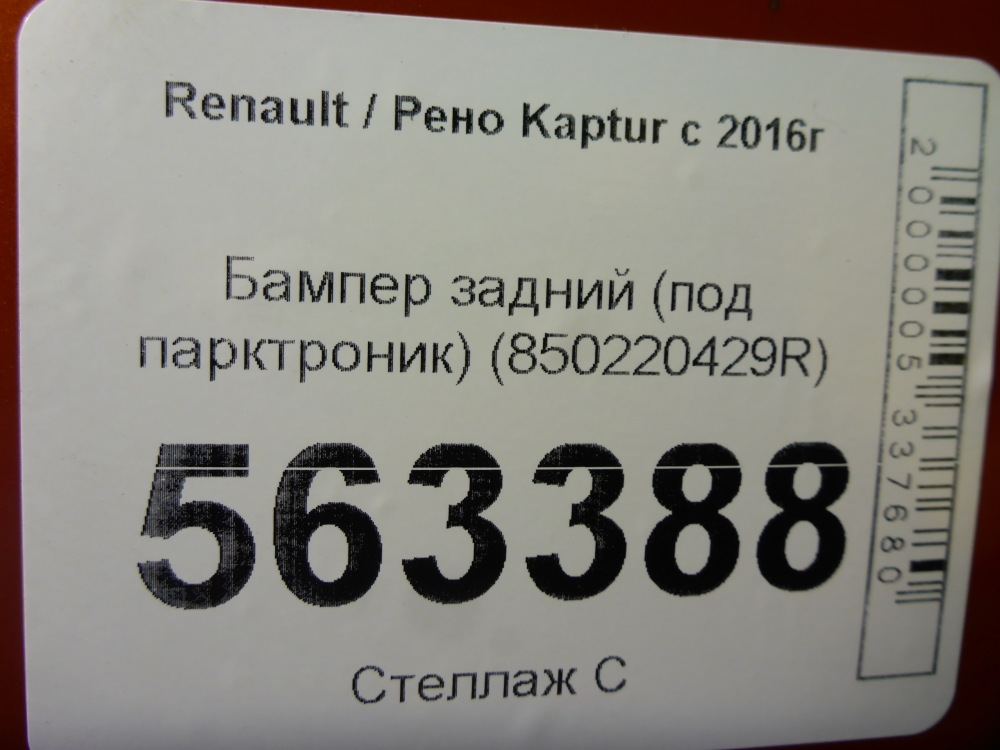 Renault / Рено Kaptur с 2016г
Бампер задний (под
парктроник) (850220429R)
563388
Стеллаж С
2000005337680